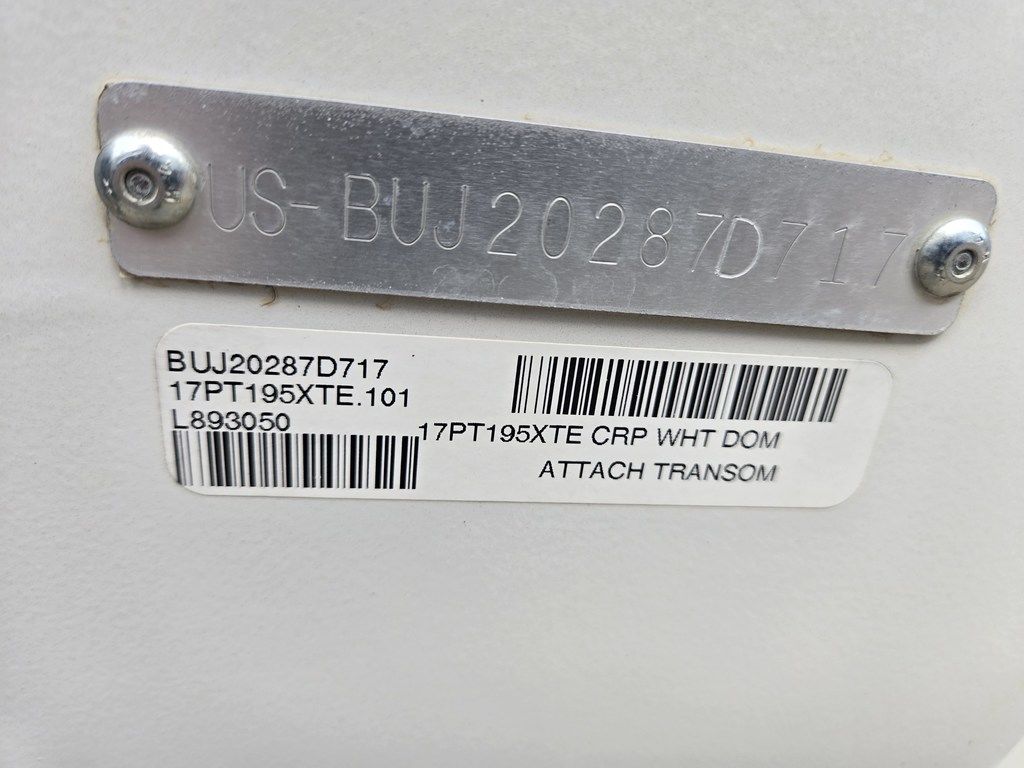 US-BUJ20287D717
BUJ20287D717
17PT195XTE.101
L893050
17PT195XTE CRP WHT DOM
ATTACH TRANSOM